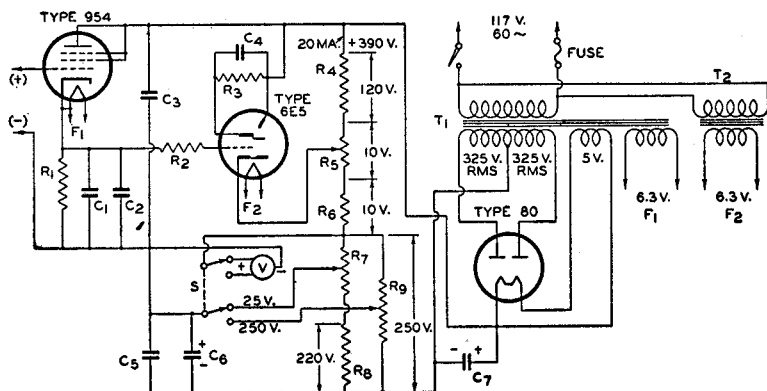 TYPE 954
(+)
(-)
F1
R1
C1
C2
C3
R2
C4
R3
TYPE
6E5
F2
20 MA.
+390 V.
R4
120 V.
R5
10 V.
R6
10 V.
S
+ V -
R7
25 V.
250 V.
R9
250 V.
220 V.
R8
C5
+
-
C6
117 V.
60~
FUSE
T1
T2
325 V.
RMS
325 V.
RMS
5 V.
6.3 V.
F1
6.3 V.
F2
TYPE 80
- +
C7